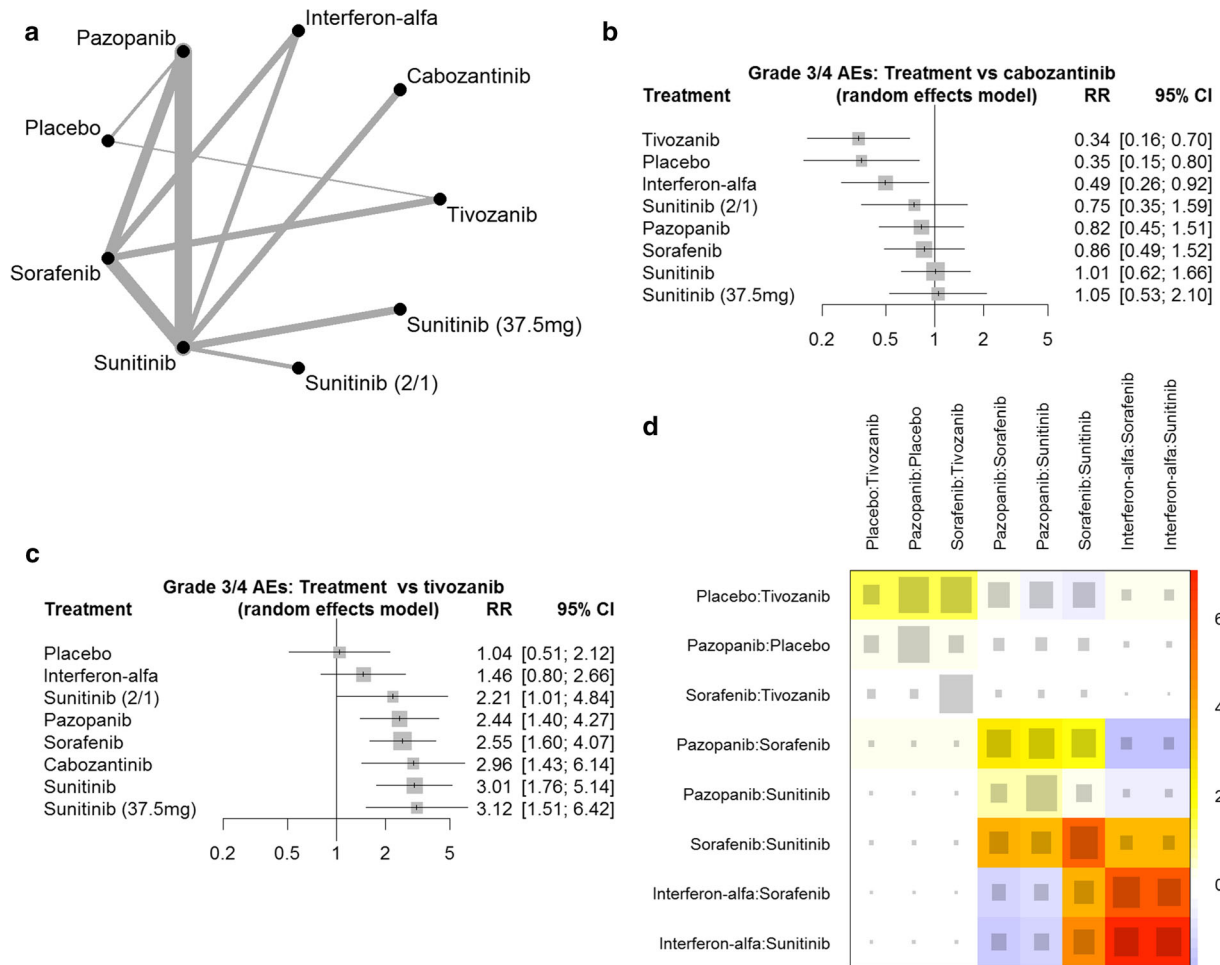 a
Interferon-alfa
Pazopanib
Cabozantinib
Placebo
Tivozanib
Sorafenib
Sunitinib (37.5mg)
Sunitinib
Sunitinib (2/1)
b
Grade 3/4 AEs: Treatment vs cabozantinib
Treatment (random effects model) RR 95% CI
Tivozanib 0.34 [0.16; 0.70]
Placebo 0.35 [0.15; 0.80]
Interferon-alfa 0.49 [0.26; 0.92]
Sunitinib (2/1) 0.75 [0.35; 1.59]
Pazopanib 0.82 [0.45; 1.51]
Sorafenib 0.86 [0.49; 1.52]
Sunitinib 1.01 [0.62; 1.66]
Sunitinib (37.5mg) 1.05 [0.53; 2.10]
0.2 0.5 1 2 5
c
Grade 3/4 AEs: Treatment vs tivozanib
Treatment (random effects model) RR 95% CI
Placebo 1.04 [0.51; 2.12]
Interferon-alfa 1.46 [0.80; 2.66]
Sunitinib (2/1) 2.21 [1.01; 4.84]
Pazopanib 2.44 [1.40; 4.27]
Sorafenib 2.55 [1.60; 4.07]
Cabozantinib 2.96 [1.43; 6.14]
Sunitinib 3.01 [1.76; 5.14]
Sunitinib (37.5mg) 3.12 [1.51; 6.42]
0.2 0.5 1 2 5
d
Placebo:Tivozanib
Pazopanib:Placebo
Sorafenib:Tivozanib
Pazopanib:Sorafenib
Pazopanib:Sunitinib
Sorafenib:Sunitinib
Interferon-alfa:Sorafenib
Interferon-alfa:Sunitinib
Placebo:Tivozanib
Pazopanib:Placebo
Sorafenib:Tivozanib
Pazopanib:Sorafenib
Pazopanib:Sunitinib
Sorafenib:Sunitinib
Interferon-alfa:Sorafenib
Interferon-alfa:Sunitinib
6
4
2
0